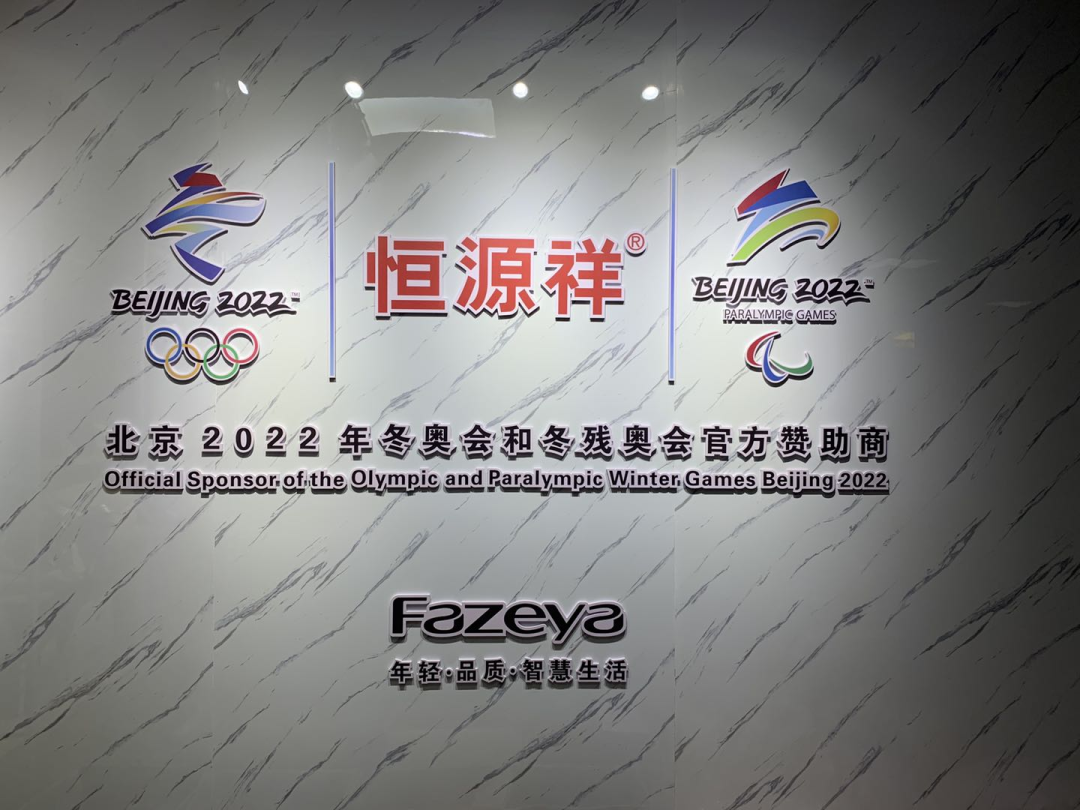 BEIJING 2022™
恒源祥®
BEIJING 2022™
PARALYMPIC GAMES
北京 2022 年冬奥会和冬残奥会官方赞助商
Official Sponsor of the Olympic and Paralympic Winter Games Beijing 2022
Fazeya
年轻·品质·智慧生活